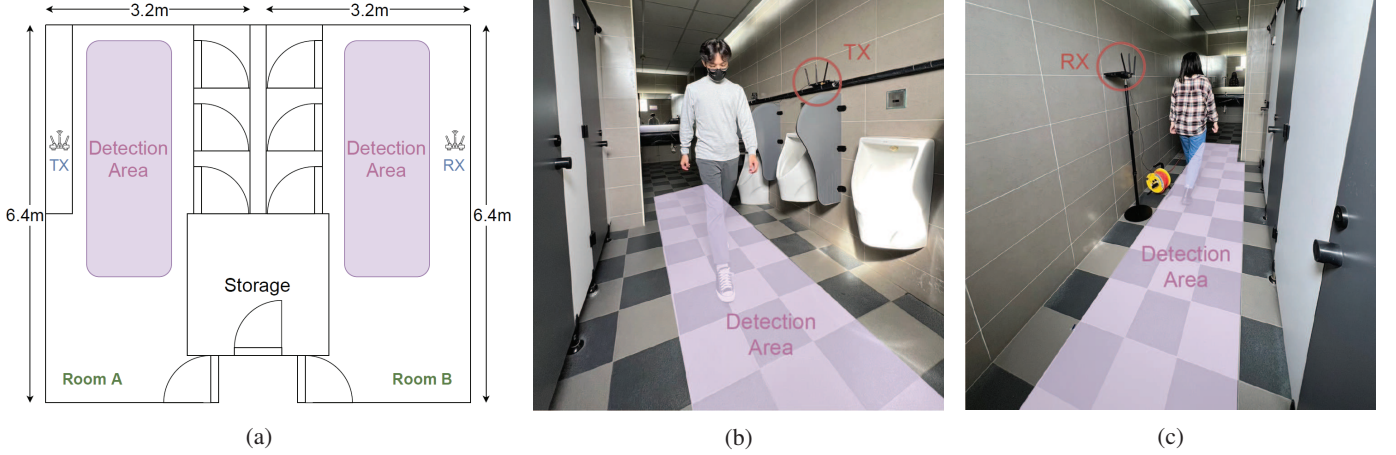 3.2m
3.2m
TX
Detection
Area
Detection
Area
RX
6.4m
6.4m
Storage
Room A
Room B
(a)
TX
Detection
Area
(b)
RX
Detection
Area
(c)